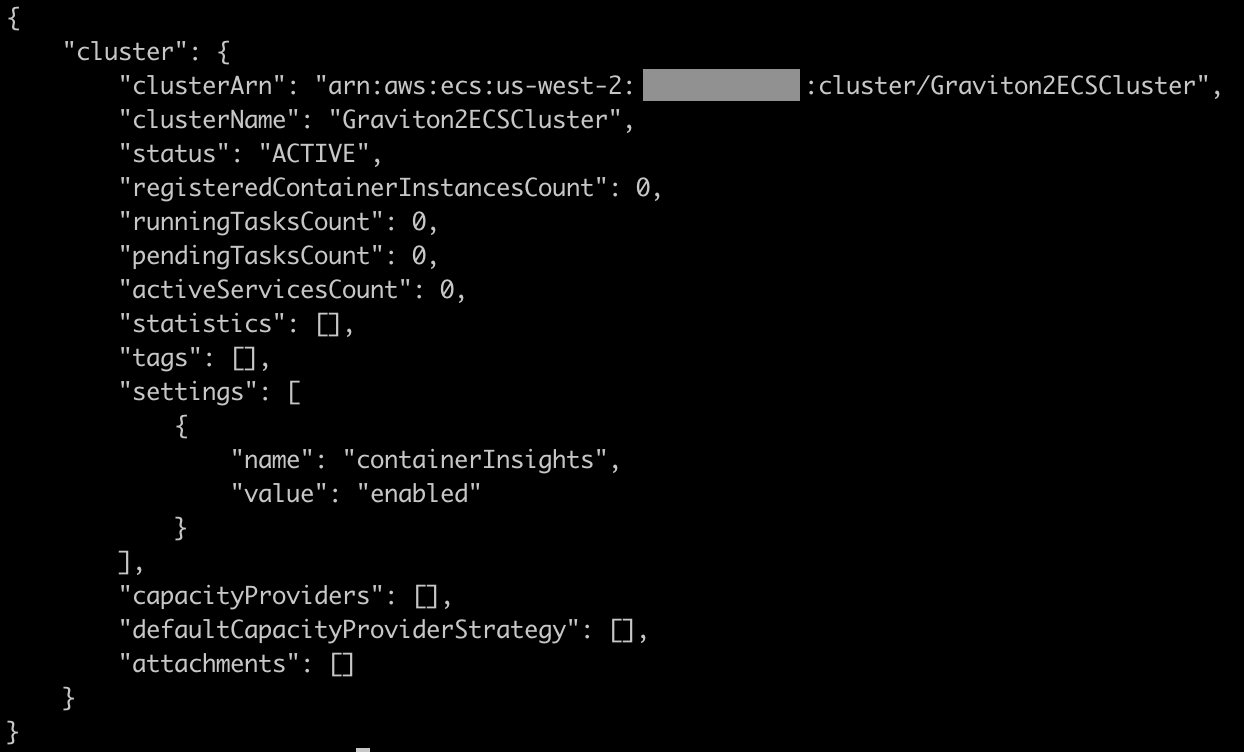 {
    "cluster": {
        "clusterArn": "arn:aws:ecs:us-west-2:           :cluster/Graviton2ECSCluster",
        "clusterName": "Graviton2ECSCluster",
        "status": "ACTIVE",
        "registeredContainerInstancesCount": 0,
        "runningTasksCount": 0,
        "pendingTasksCount": 0,
        "activeServicesCount": 0,
        "statistics": [],
        "tags": [],
        "settings": [
            {
                "name": "containerInsights",
                "value": "enabled"
            }
        ],
        "capacityProviders": [],
        "defaultCapacityProviderStrategy": [],
        "attachments": []
    }
}